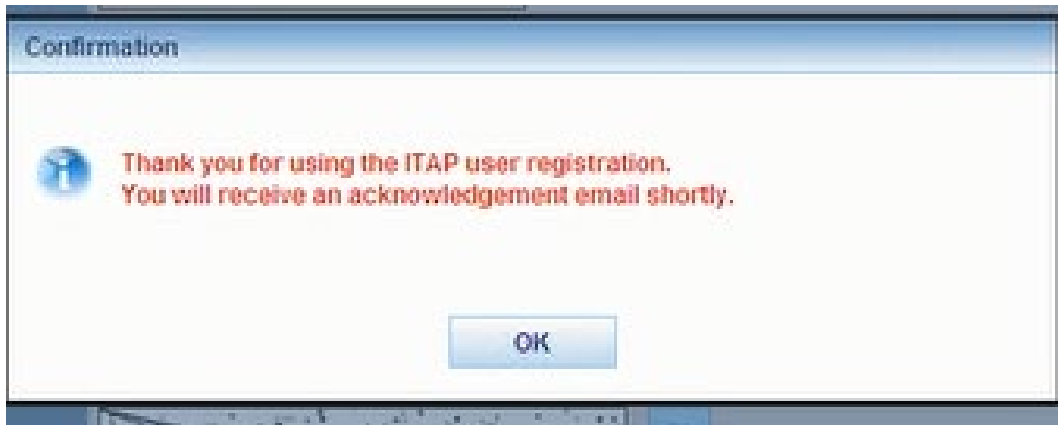 Confirmation
Thank you for using the ITAP user registration.
You will receive an acknowledgement email shortly.
OK